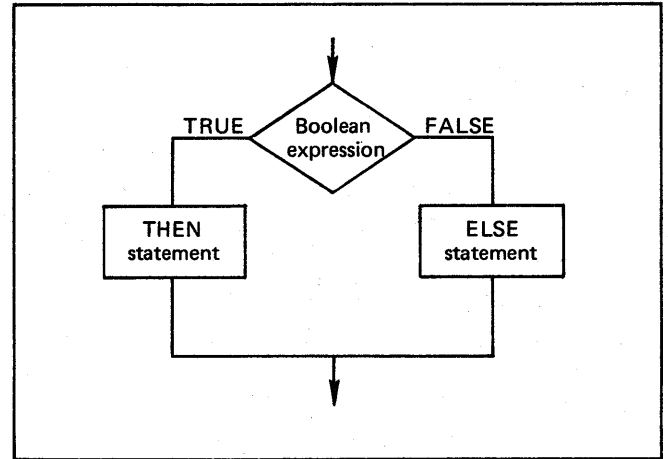 TRUE
Boolean
expression
FALSE
THEN
statement
ELSE
statement